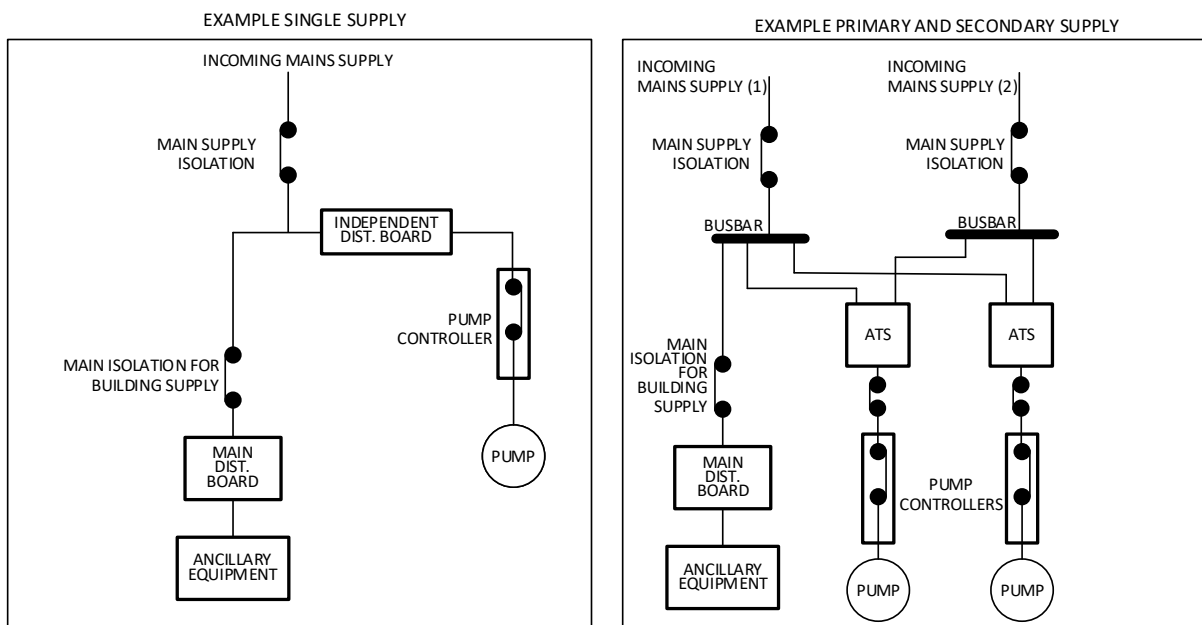 EXAMPLE SINGLE SUPPLY
INCOMING MAINS SUPPLY
MAIN SUPPLY
ISOLATION
INDEPENDENT
DIST. BOARD
PUMP
CONTROLLER
MAIN ISOLATION FOR
BUILDING SUPPLY
MAIN
DIST.
BOARD
PUMP
ANCILLARY
EQUIPMENT
EXAMPLE PRIMARY AND SECONDARY SUPPLY
INCOMING
MAINS SUPPLY (1)
INCOMING
MAINS SUPPLY (2)
MAIN SUPPLY
ISOLATION
MAIN SUPPLY
ISOLATION
BUSBAR
BUSBAR
ATS
ATS
MAIN
ISOLATION
FOR
BUILDING
SUPPLY
MAIN
DIST.
BOARD
PUMP
CONTROLLERS
ANCILLARY
EQUIPMENT
PUMP
PUMP